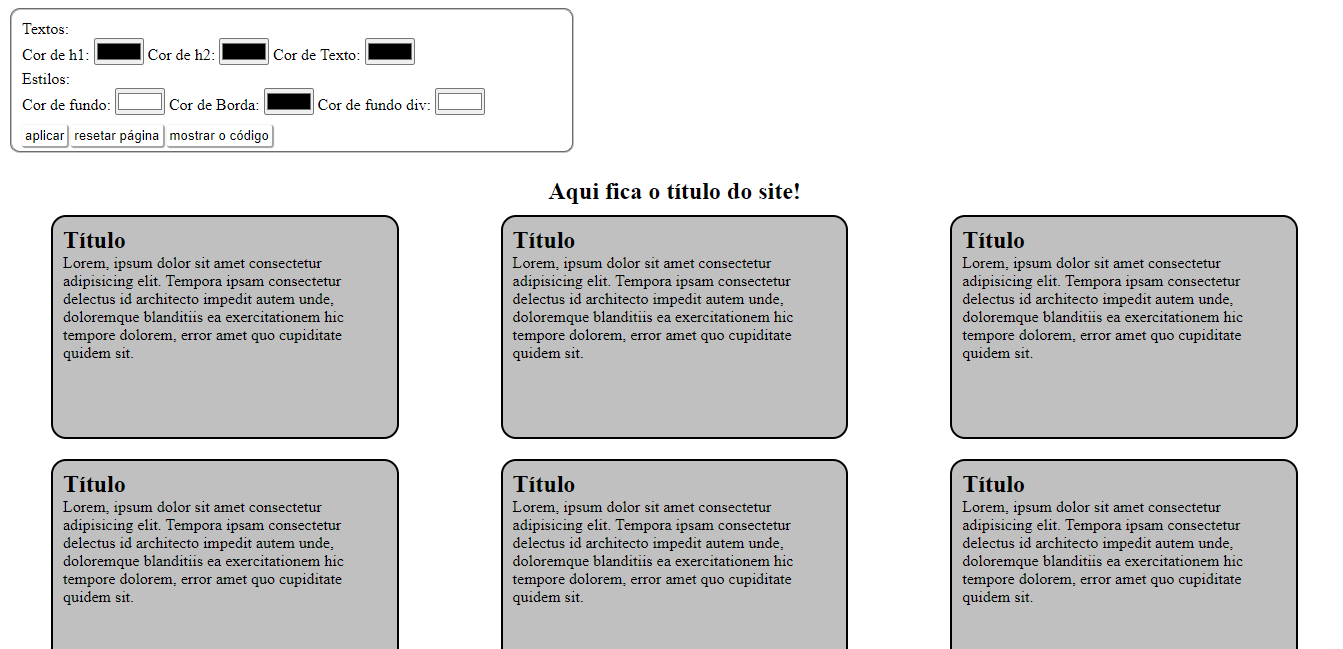 Textos:
Cor de h1: Cor de h2: Cor de Texto:
Estilos:
Cor de fundo: Cor de Borda: Cor de fundo div:
aplicar resetar página mostrar o código
Aqui fica o título do site!
Título
Lorem, ipsum dolor sit amet consectetur
adipisicing elit. Tempora ipsam consectetur
delectus id architecto impedit autem unde,
doloremque blanditiis ea exercitationem hic
tempore dolorem, error amet quo cupiditate
quidem sit.
Título
Lorem, ipsum dolor sit amet consectetur
adipisicing elit. Tempora ipsam consectetur
delectus id architecto impedit autem unde,
doloremque blanditiis ea exercitationem hic
tempore dolorem, error amet quo cupiditate
quidem sit.
Título
Lorem, ipsum dolor sit amet consectetur
adipisicing elit. Tempora ipsam consectetur
delectus id architecto impedit autem unde,
doloremque blanditiis ea exercitationem hic
tempore dolorem, error amet quo cupiditate
quidem sit.
Título
Lorem, ipsum dolor sit amet consectetur
adipisicing elit. Tempora ipsam consectetur
delectus id architecto impedit autem unde,
doloremque blanditiis ea exercitationem hic
tempore dolorem, error amet quo cupiditate
quidem sit.
Título
Lorem, ipsum dolor sit amet consectetur
adipisicing elit. Tempora ipsam consectetur
delectus id architecto impedit autem unde,
doloremque blanditiis ea exercitationem hic
tempore dolorem, error amet quo cupiditate
quidem sit.
Título
Lorem, ipsum dolor sit amet consectetur
adipisicing elit. Tempora ipsam consectetur
delectus id architecto impedit autem unde,
doloremque blanditiis ea exercitationem hic
tempore dolorem, error amet quo cupiditate
quidem sit.